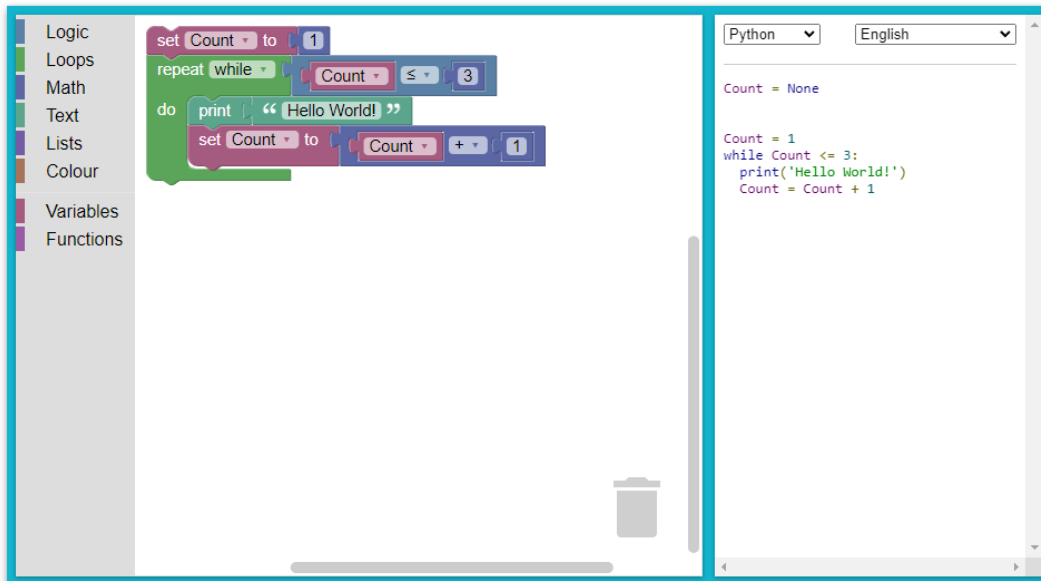 Logic
Loops
Math
Text
Lists
Colour
Variables
Functions
set Count to 1
repeat while Count ≤ 3
do print “ Hello World! ”
set Count to Count + 1
Python English
Count = None
Count = 1
while Count <= 3:
  print('Hello World!')
  Count = Count + 1